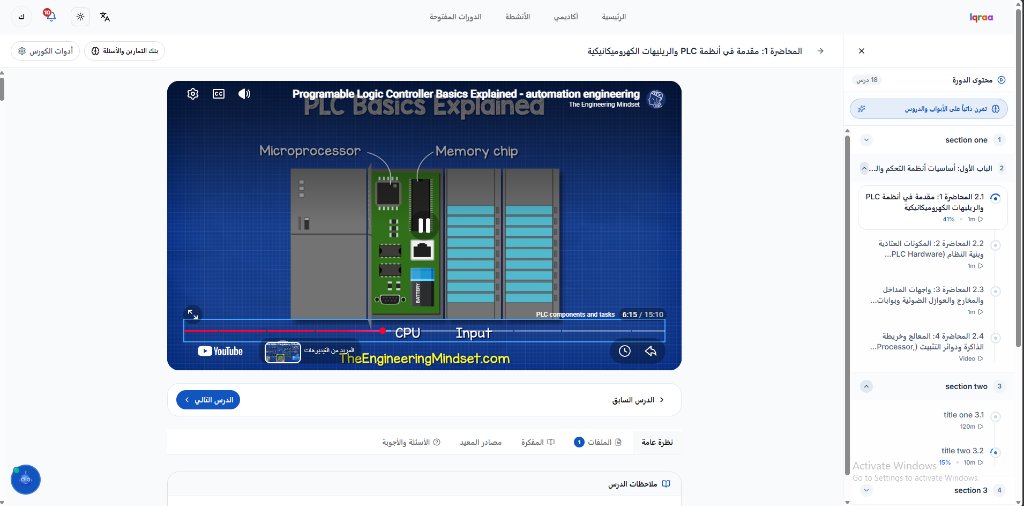 Iqraa
الرئيسية
أكاديمي
الأنشطة
الدورات المفتوحة
10
ك
المحاضرة 1: مقدمة في أنظمة PLC والريليهات الكهروميكانيكية
بنك التمارين والأسئلة
أدوات الكورس
محتوى الدورة
18 درس
تمرن ذاتياً على الأبواب والدروس
1 section one
2 الباب الأول: أساسيات أنظمة التحكم والـ...
2.1 المحاضرة 1: مقدمة في أنظمة PLC
والريليهات الكهروميكانيكية
1m • 41%
2.2 المحاضرة 2: المكونات العتادية
وبنية النظام (PLC Hardware...
1m
2.3 المحاضرة 3: واجهات المداخل
والمخارج والعوازل الضوئية وبوابات...
1m
2.4 المحاضرة 4: المعالج وخريطة
الذاكرة ودوائر التثبيت (Processor,...
Video
3 section two
3.1 title one
120m
3.2 title two
10m • 15%
4 section 3
Programable Logic Controller Basics Explained - automation engineering
The Engineering Mindset
PLC Basics Explained
Microprocessor
Memory chip
BATTERY
PLC components and tasks
6:15 / 15:10
CPU
Input
YouTube
المزيد من الفيديوهات
TheEngineeringMindset.com
الدرس السابق
الدرس التالي
نظرة عامة
الملفات 1
المفكرة
مصادر المعيد
الأسئلة والأجوبة
ملاحظات الدرس
Activate Windows
Go to Settings to activate Windows.